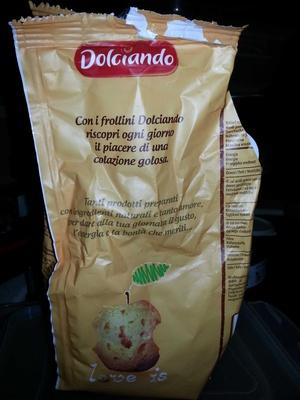 Dolciando
Con i frollini Dolciando
riscopri ogni giorno
il piacere di una
colazione golosa.
Tanti prodotti preparati
con ingredienti naturali e tanto amore,
per dare alla tua giornata il gusto,
l'energia e la bontà che meriti...
love is